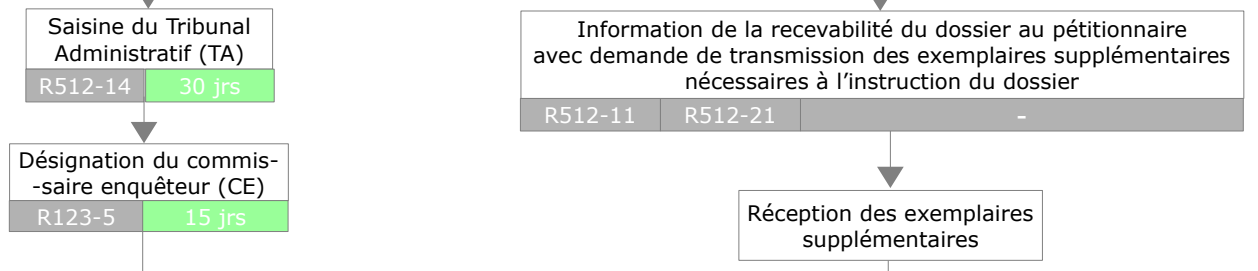 Saisine du Tribunal
Administratif (TA)
R512-14 30 jrs
Désignation du commis-
-saire enquêteur (CE)
R123-5 15 jrs
Information de la recevabilité du dossier au pétitionnaire
avec demande de transmission des exemplaires supplémentaires
nécessaires à l'instruction du dossier
R512-11 R512-21 -
Réception des exemplaires
supplémentaires